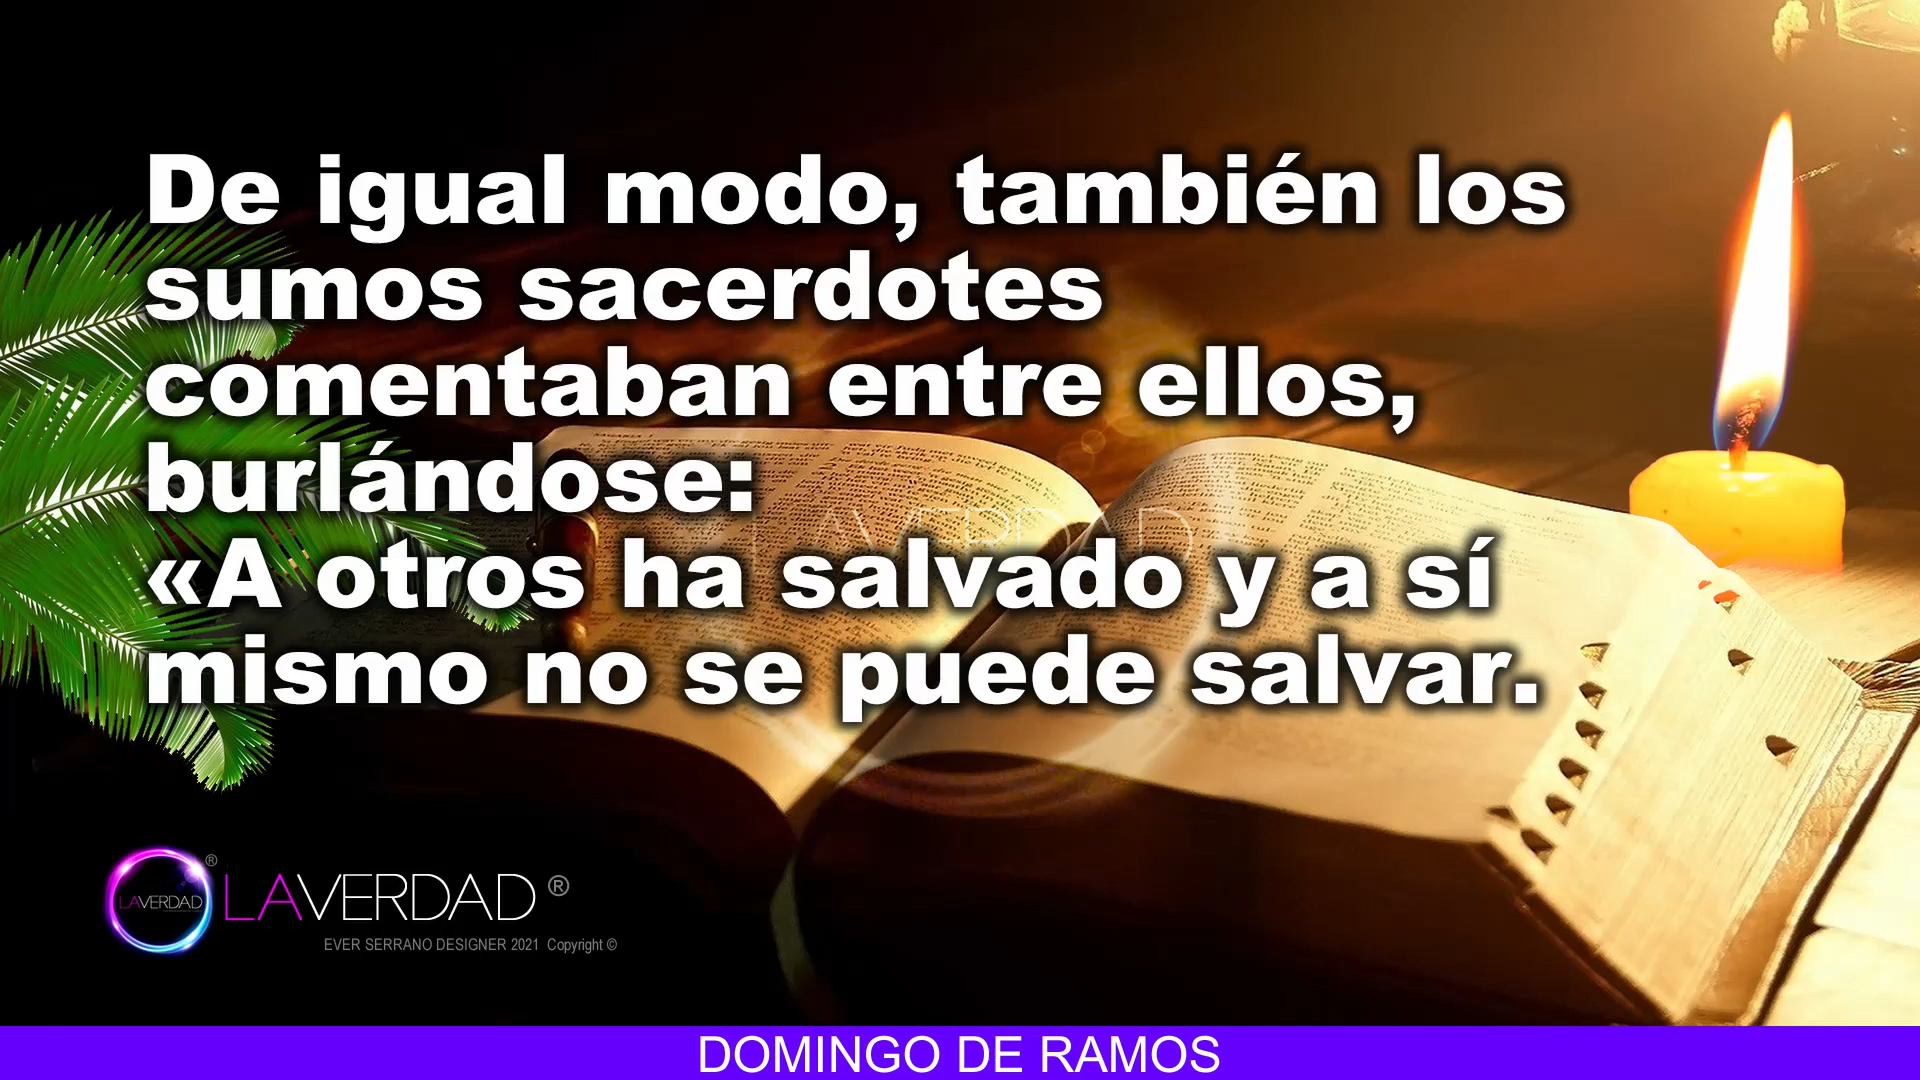 De igual modo, también los
sumos sacerdotes
comentaban entre ellos,
burlándose:
«A otros ha salvado y a sí
mismo no se puede salvar.
LAVERDAD
LAVERDAD ®
LAVERDAD ®
EVER SERRANO DESIGNER 2021 Copyright ©
DOMINGO DE RAMOS